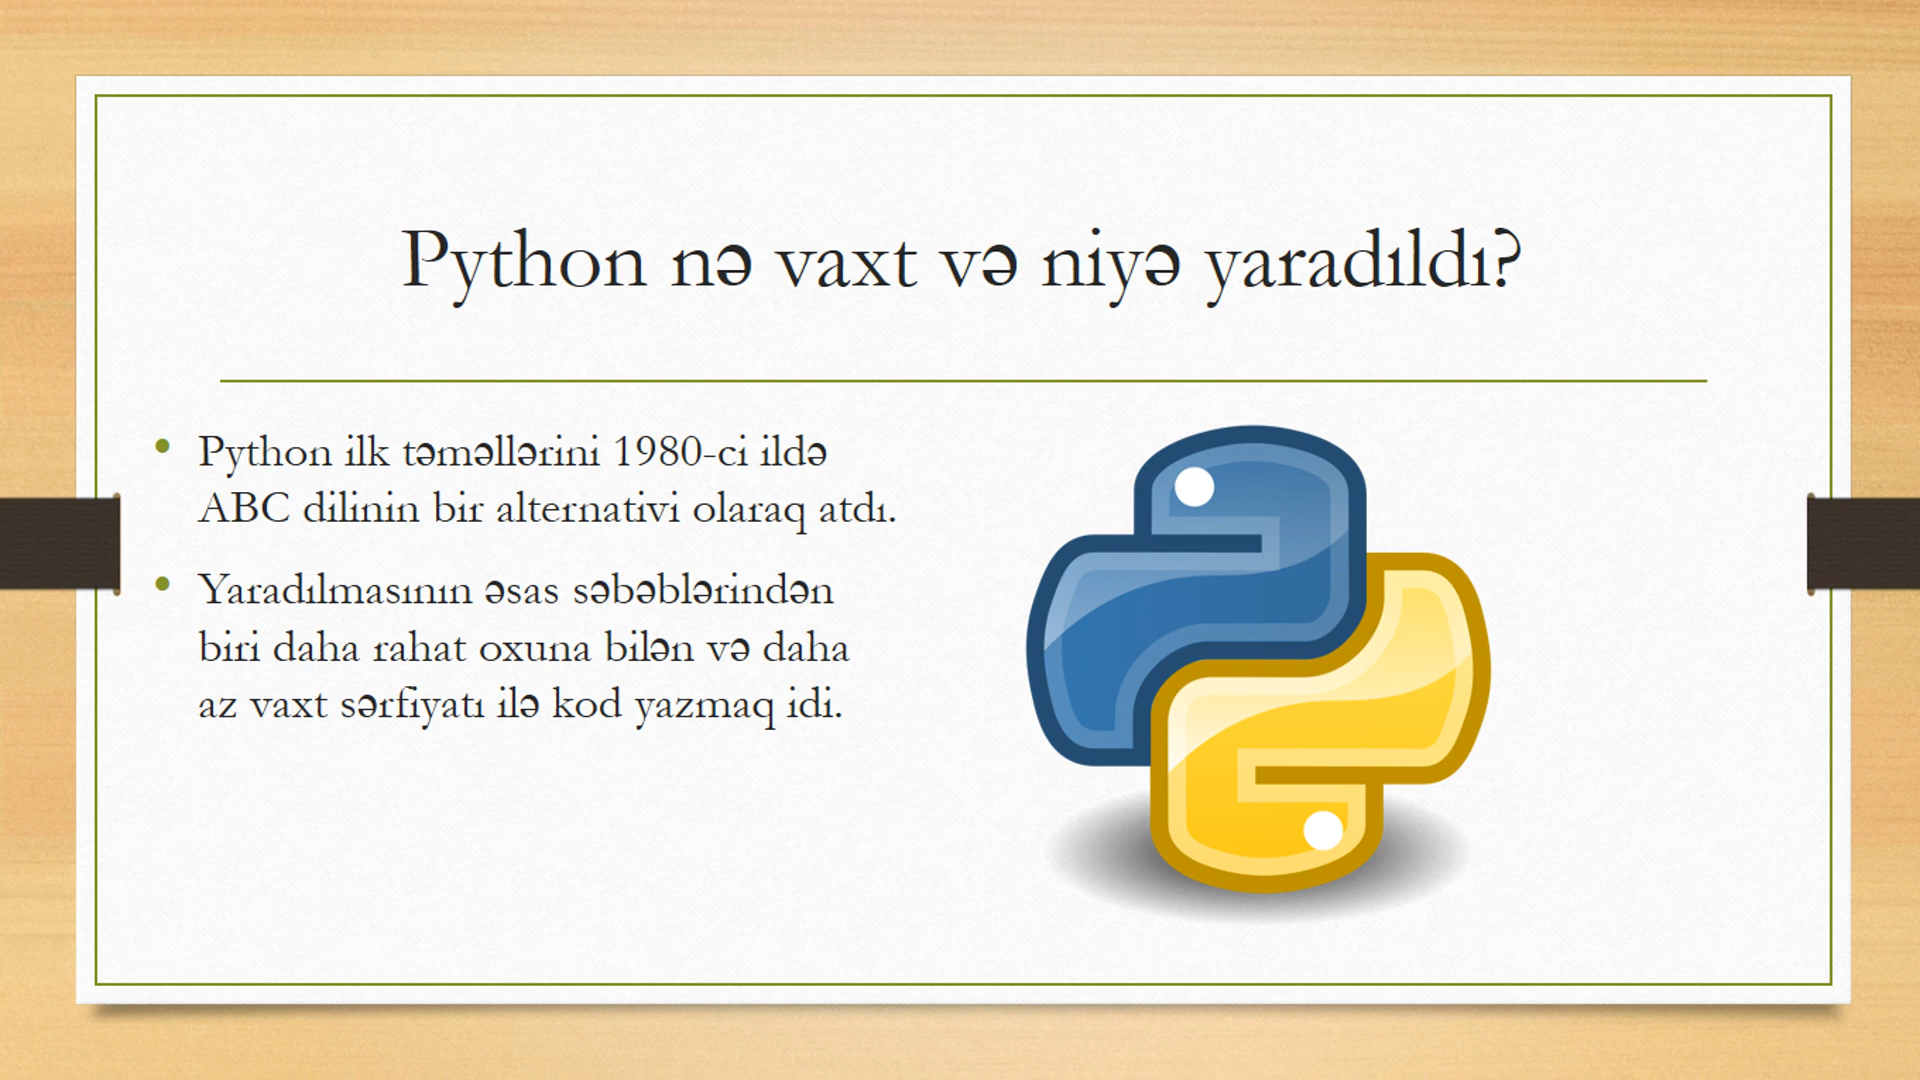 Python nə vaxt və niyə yaradıldı?
• Python ilk təməllərini 1980-ci ildə
ABC dilinin bir alternativi olaraq atdı.
• Yaradılmasının əsas səbəblərindən
biri daha rahat oxuna bilən və daha
az vaxt sərfiyatı ilə kod yazmaq idi.